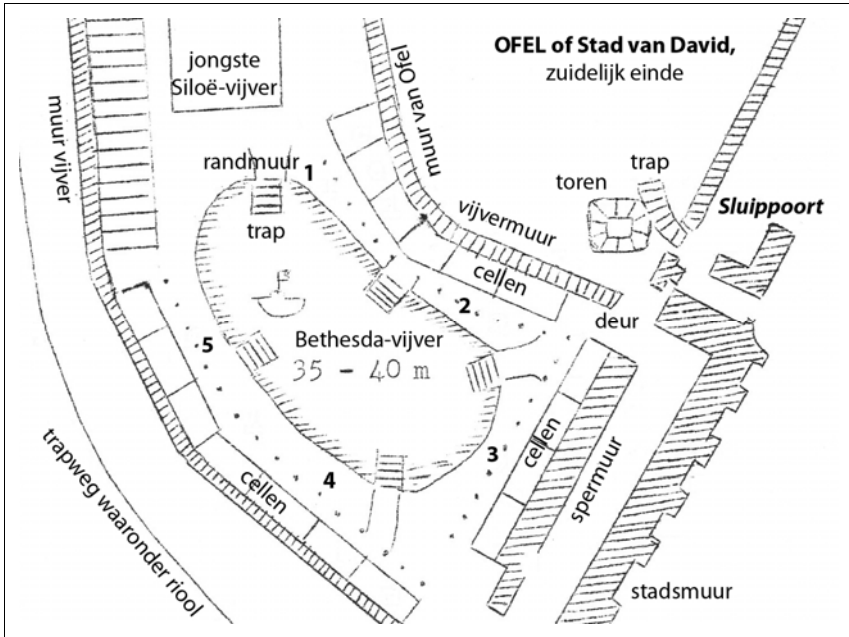 OFEL of Stad van David,
zuidelijk einde
jongste
Siloë-vijver
muur van Ofel
muur vijver
randmuur
1
trap
toren
trap
Sluippoort
vijvermuur
cellen
2
deur
5
Bethesda-vijver
35 - 40 m
3
cellen
4
cellen
spermuur
trapweg waaronder riool
stadsmuur